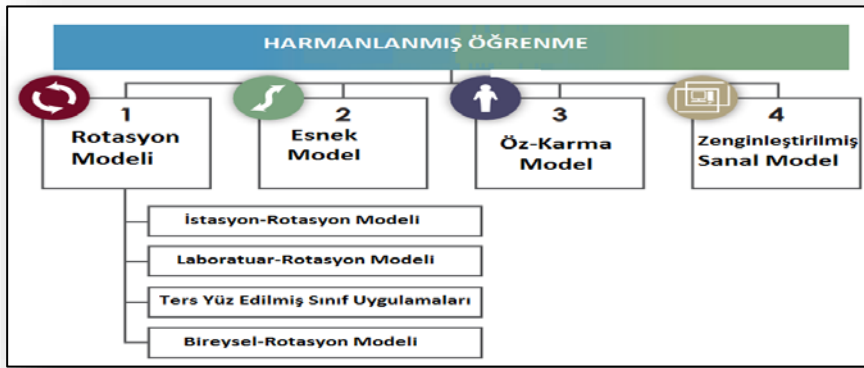 HARMANLANMIŞ ÖĞRENME
1
Rotasyon
Modeli
2
Esnek
Model
3
Öz-Karma
Model
4
Zenginleştirilmiş
Sanal Model
İstasyon-Rotasyon Modeli
Laboratuar-Rotasyon Modeli
Ters Yüz Edilmiş Sınıf Uygulamaları
Bireysel-Rotasyon Modeli